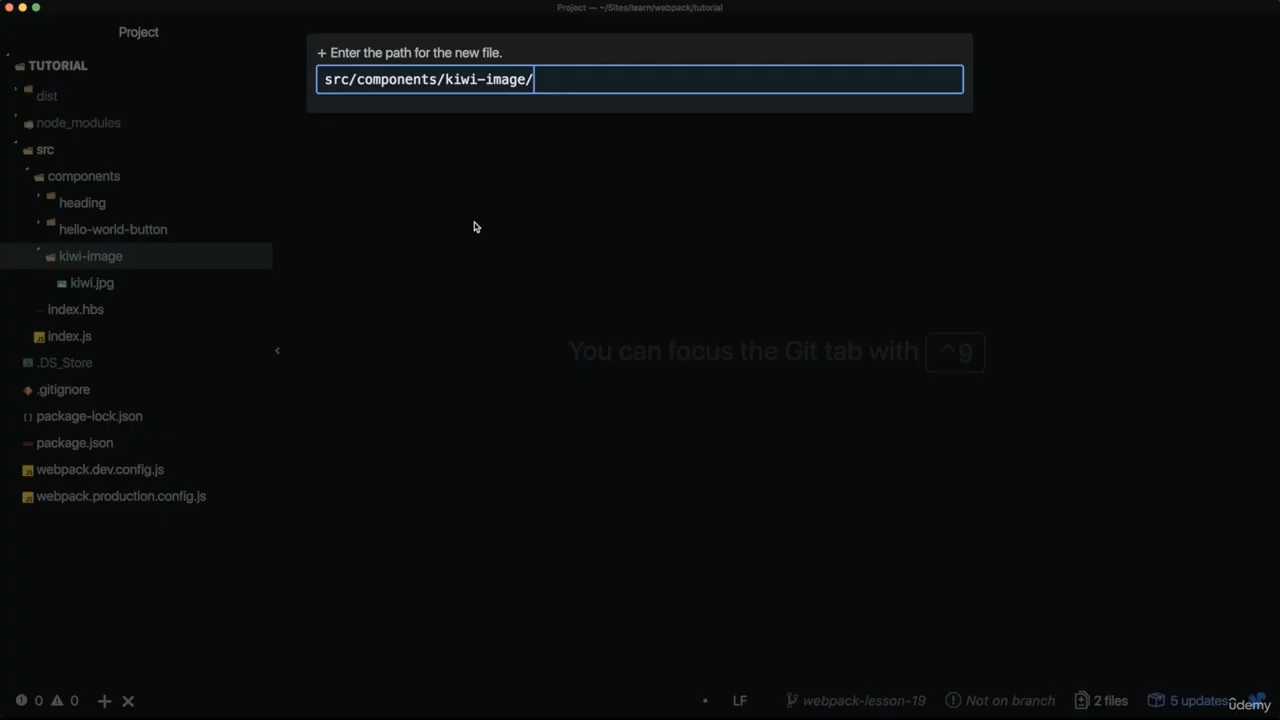 Project — ~/Sites/learn/webpack/tutorial
Project
TUTORIAL
dist
node_modules
src
components
heading
hello-world-button
kiwi-image
kiwi.jpg
index.hbs
index.js
.DS_Store
.gitignore
package-lock.json
package.json
webpack.dev.config.js
webpack.production.config.js
+ Enter the path for the new file.
src/components/kiwi-image/
You can focus the Git tab with ^9
0 0 LF webpack-lesson-19 Not on branch 2 files 5 updates
udemy